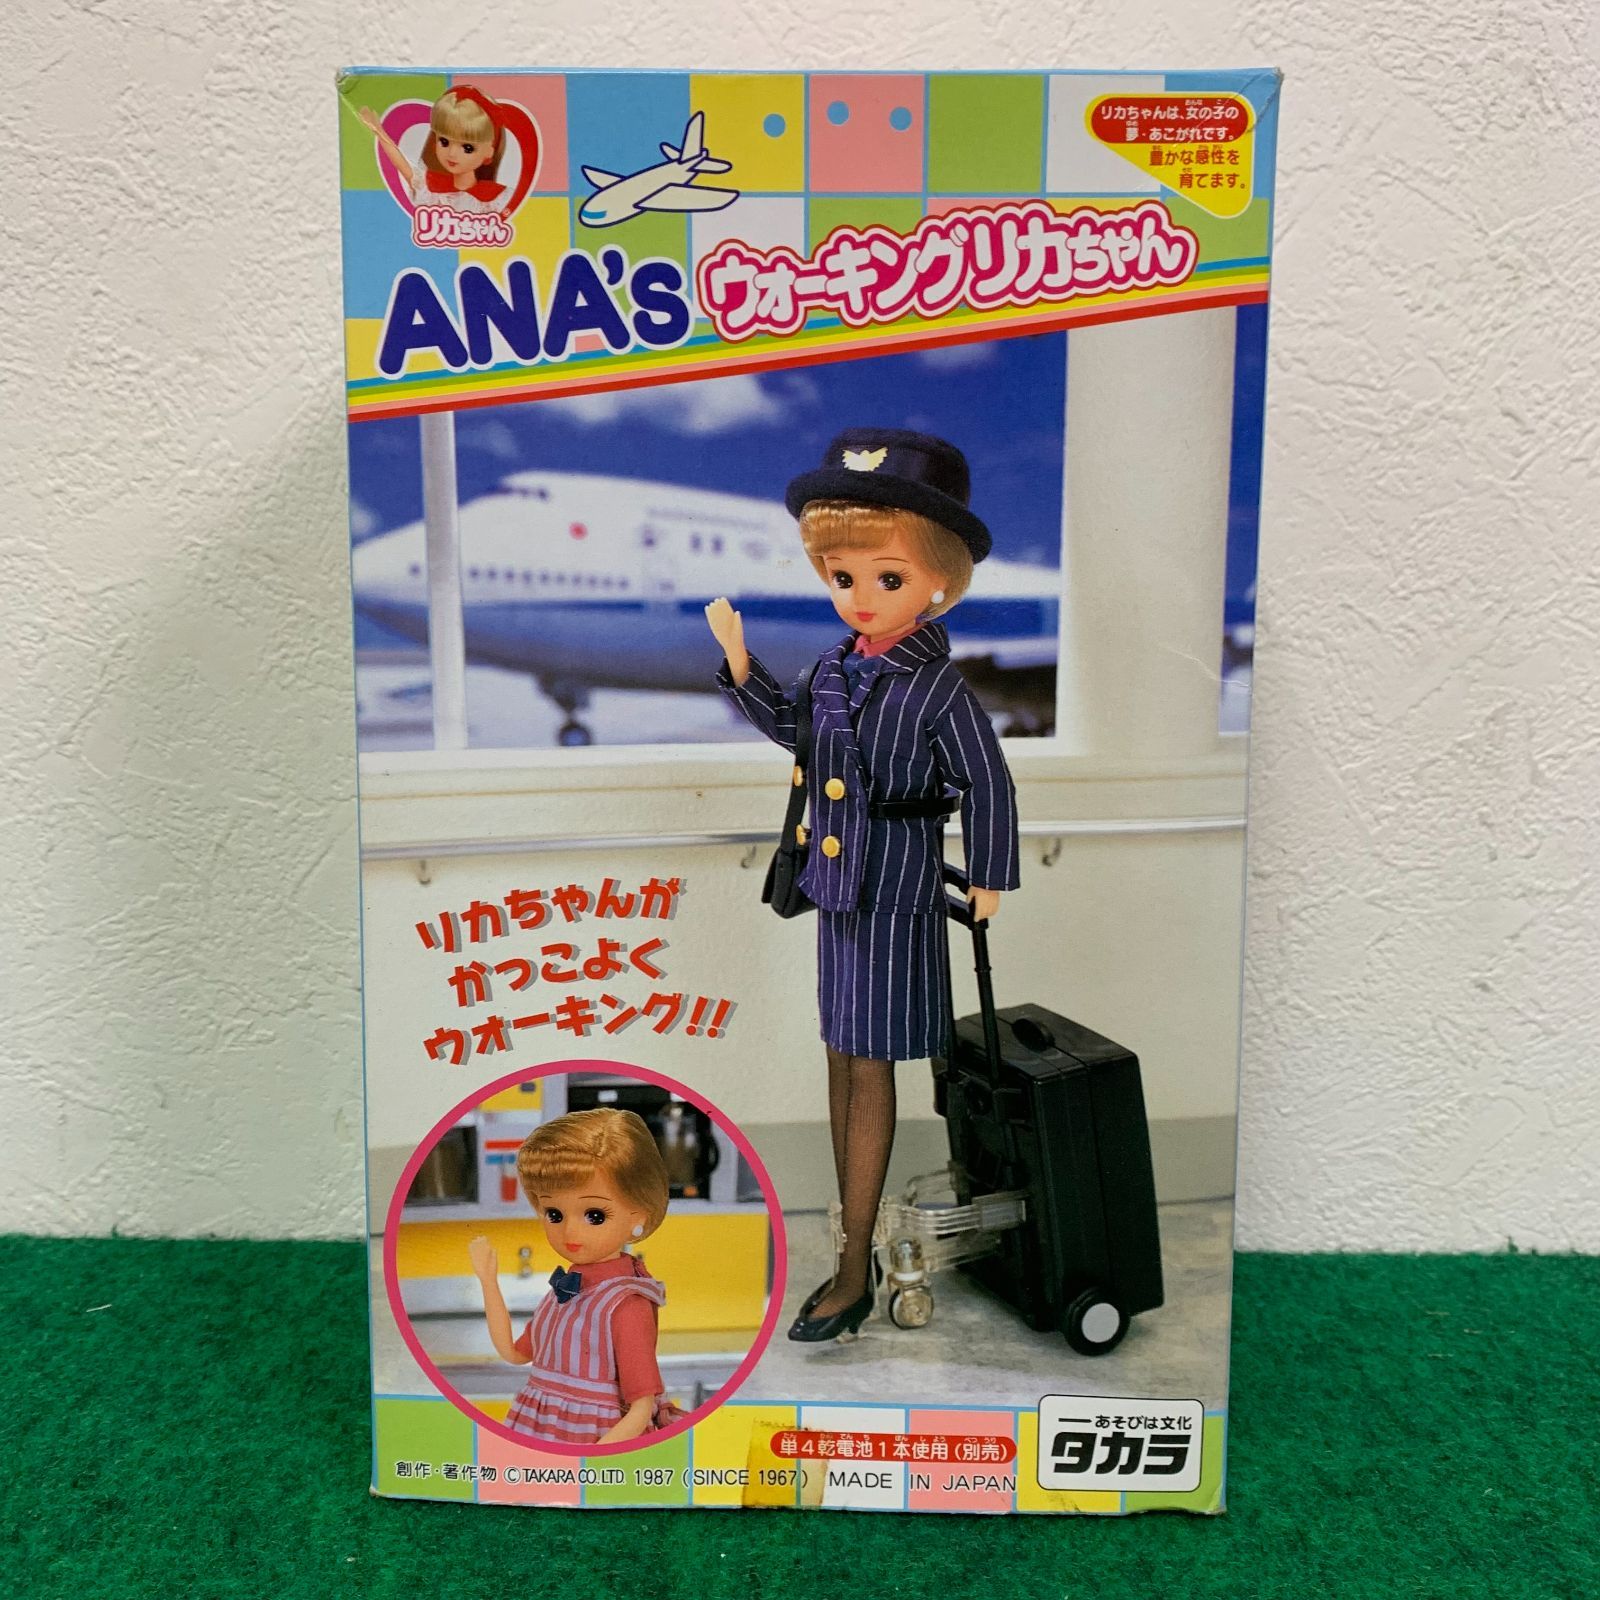 リカちゃん
リカちゃんは、女の子の
夢・あこがれです。
豊かな感性を
育てます。
ANA's ウォーキングリカちゃん
リカちゃんが
かっこよく
ウォーキング!!
単4乾電池1本使用(別売)
創作・著作物 © TAKARA CO.,LTD. 1987 (SINCE 1967) MADE IN JAPAN
あそびは文化
タカラ